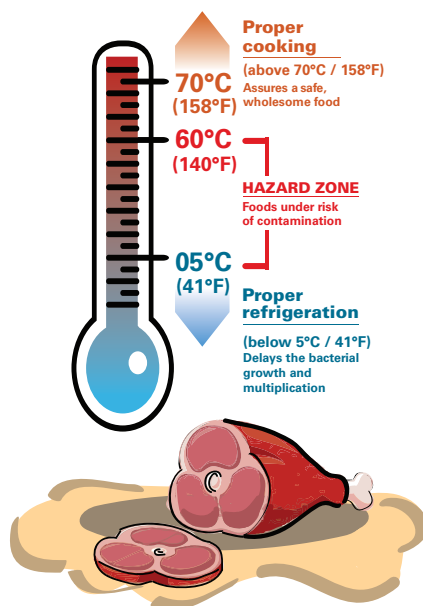 Proper
cooking
(above 70°C / 158°F)
Assures a safe,
wholesome food
70°C
(158°F)
60°C
(140°F)
HAZARD ZONE
Foods under risk
of contamination
05°C
(41°F)
Proper
refrigeration
(below 5°C / 41°F)
Delays the bacterial
growth and
multiplication